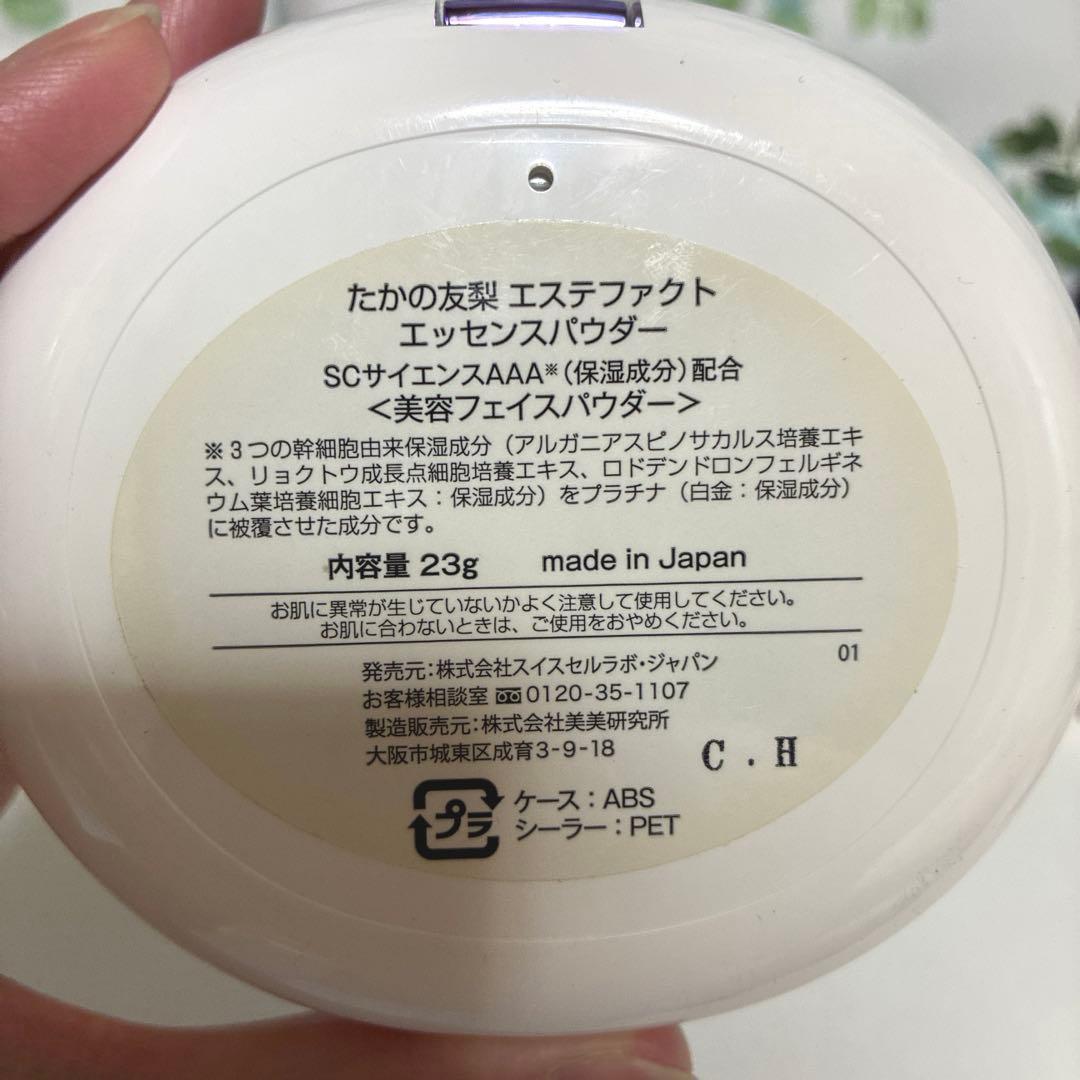 たかの友梨 エステファクト
エッセンスパウダー
SCサイエンスAAA※(保湿成分)配合
<美容フェイスパウダー>
※3つの幹細胞由来保湿成分(アルガニアスピノサカルス培養エキ
ス、リョクトウ成長点細胞培養エキス、ロドデンドロンフェルギネ
ウム葉培養細胞エキス:保湿成分)をプラチナ(白金:保湿成分)
に被覆させた成分です。
内容量 23g made in Japan
お肌に異常が生じていないかよく注意して使用してください。
お肌に合わないときは、ご使用をおやめください。
01
発売元:株式会社スイスセルラボ・ジャパン
お客様相談室 0120-35-1107
製造販売元:株式会社美美研究所
大阪市城東区成育3-9-18
C.H
プラ ケース:ABS
シーラー:PET